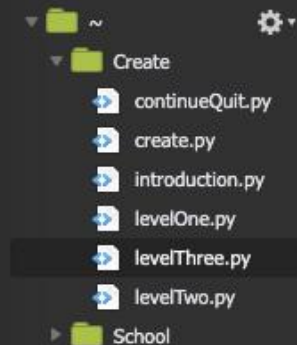 ~
Create
continueQuit.py
create.py
introduction.py
levelOne.py
levelThree.py
levelTwo.py
School